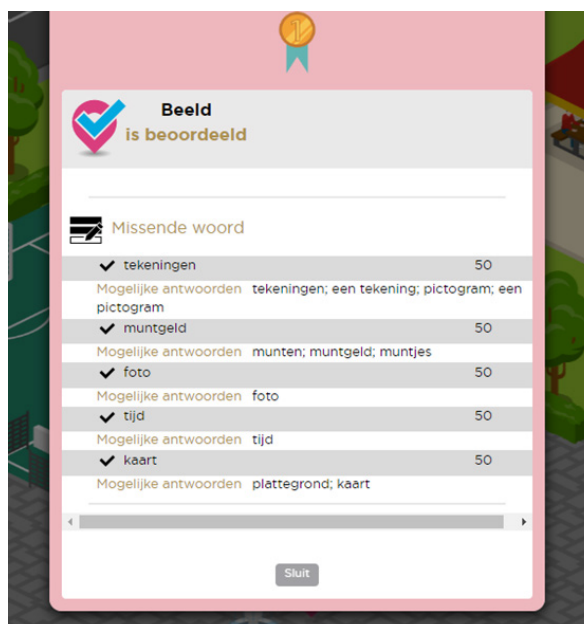 1
Beeld
is beoordeeld
Missende woord
tekeningen 50
Mogelijke antwoorden tekeningen; een tekening; pictogram; een
pictogram
muntgeld 50
Mogelijke antwoorden munten; muntgeld; muntjes
foto 50
Mogelijke antwoorden foto
tijd 50
Mogelijke antwoorden tijd
kaart 50
Mogelijke antwoorden plattegrond; kaart
Sluit